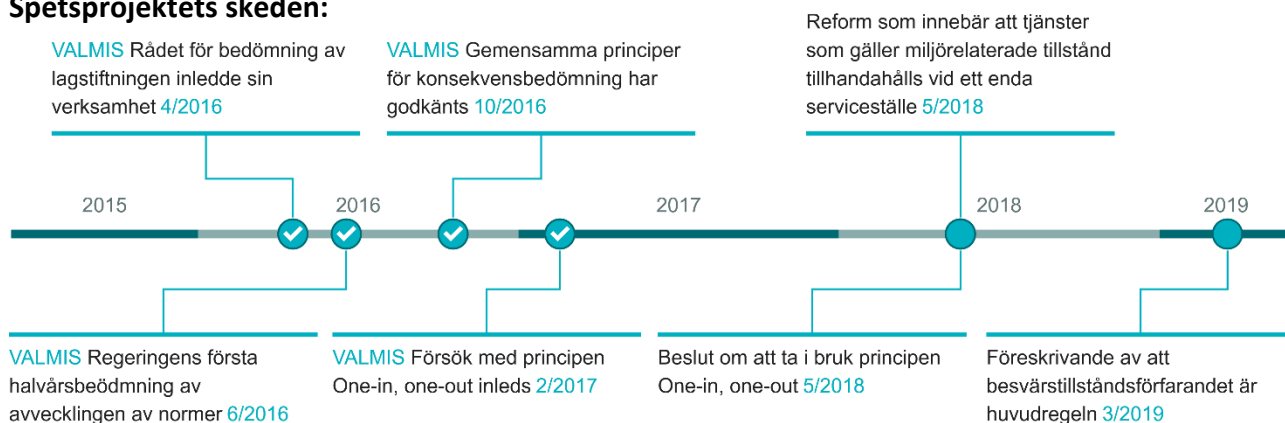 Spetsprojektets skeden:
VALMIS Rådet för bedömning av
lagstiftningen inledde sin
verksamhet 4/2016
VALMIS Gemensamma principer
för konsekvensbedömning har
godkänts 10/2016
Reform som innebär att tjänster
som gäller miljörelaterade tillstånd
tillhandahålls vid ett enda
serviceställe 5/2018
2015
2016
2017
2018
2019
VALMIS Regeringens första
halvårsbeödmning av
avvecklingen av normer 6/2016
VALMIS Försök med principen
One-in, one-out inleds 2/2017
Beslut om att ta i bruk principen
One-in, one-out 5/2018
Föreskrivande av att
besvärstillståndsförfarandet är
huvudregeln 3/2019